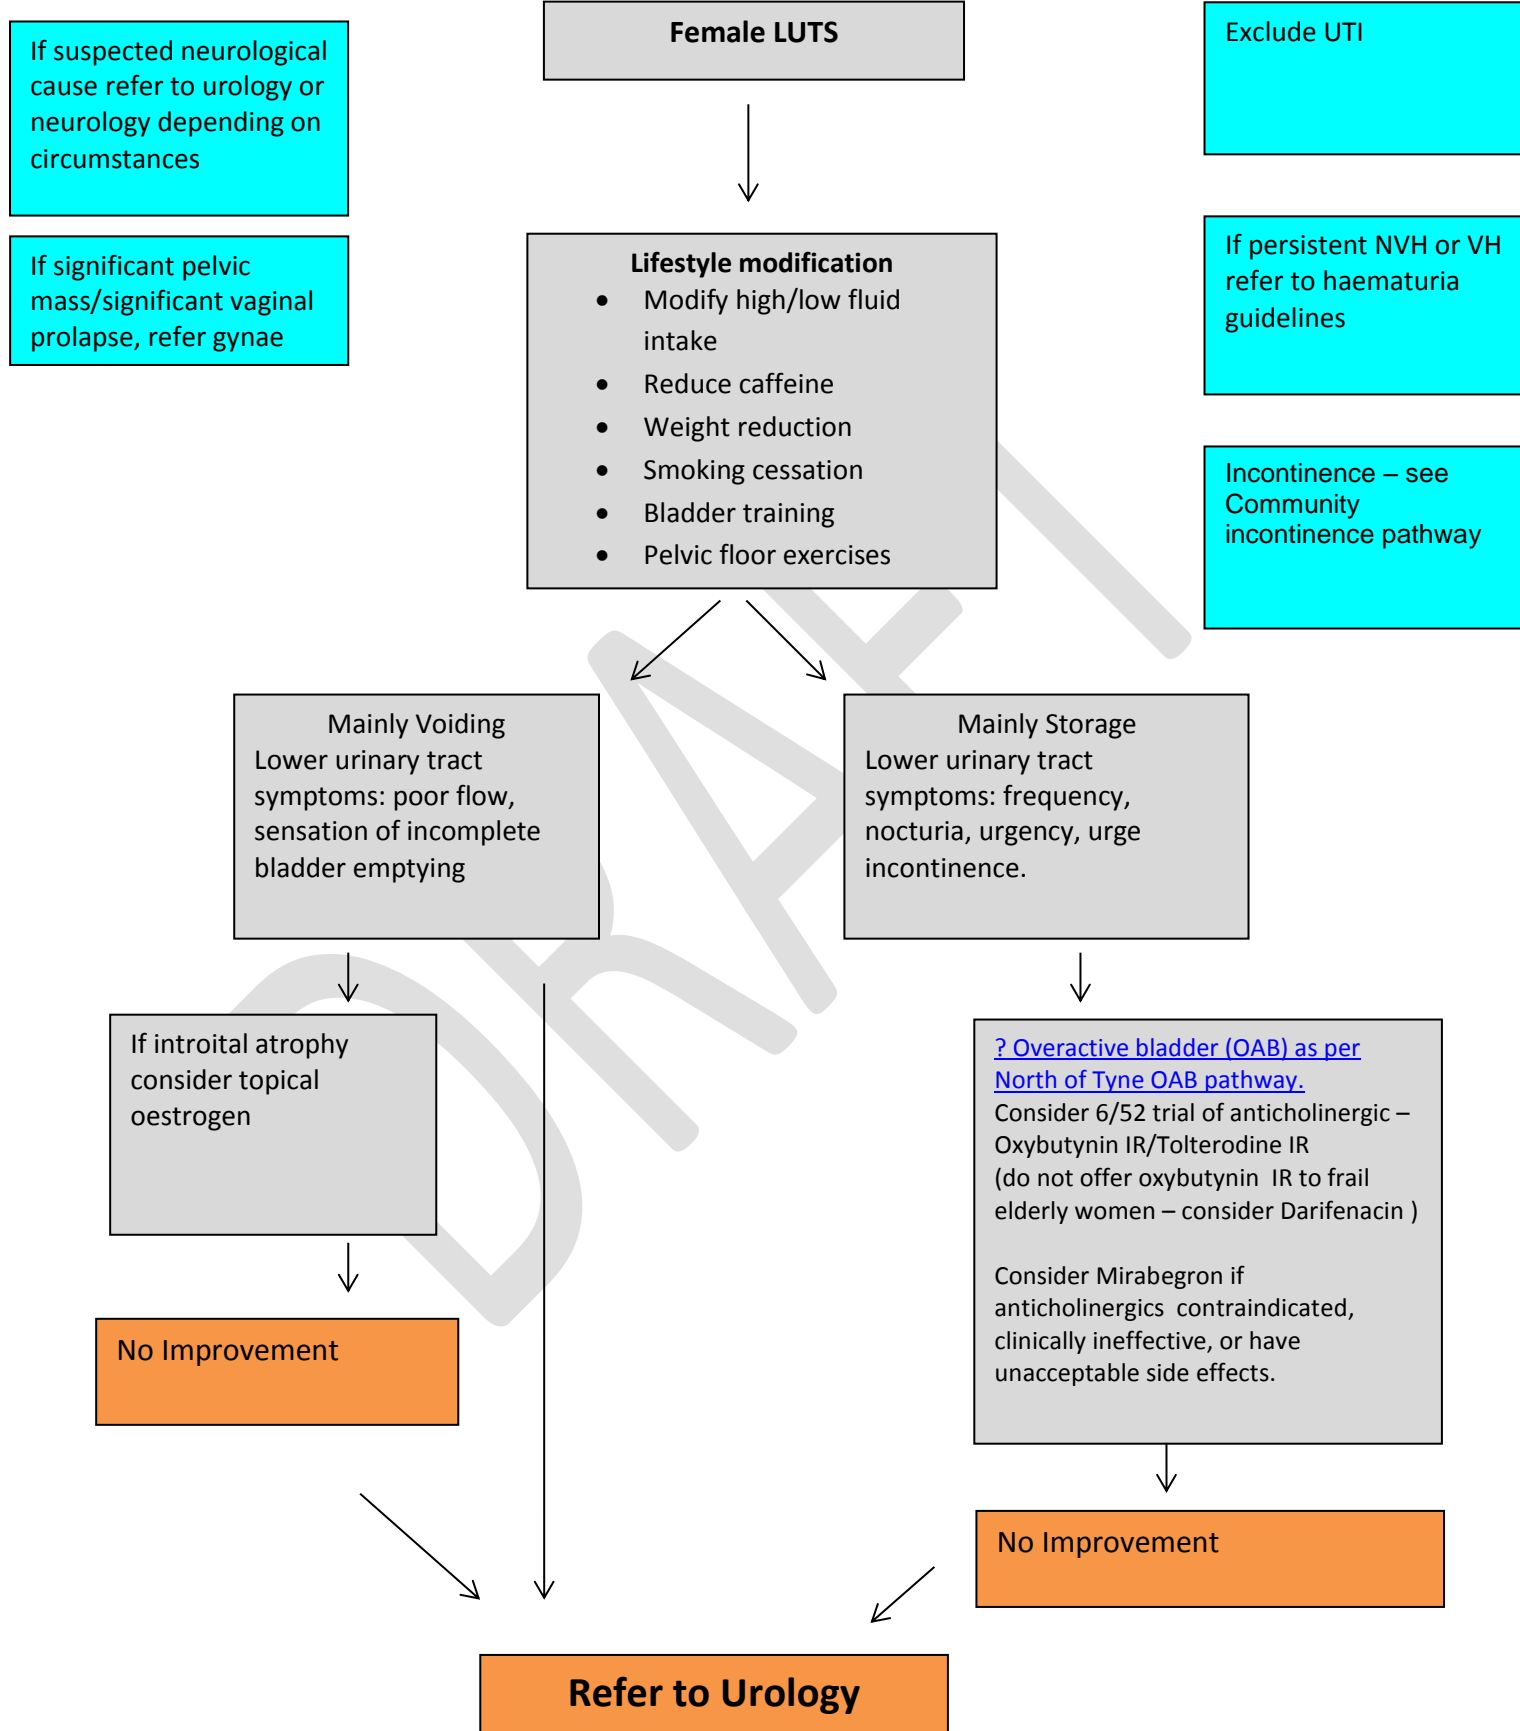 Female LUTS
If suspected neurological
cause refer to urology or
neurology depending on
circumstances
Exclude UTI
If significant pelvic
mass/significant vaginal
prolapse, refer gynae
If persistent NVH or VH
refer to haematuria
guidelines
Incontinence – see
Community
incontinence pathway
Lifestyle modification
• Modify high/low fluid
intake
• Reduce caffeine
• Weight reduction
• Smoking cessation
• Bladder training
• Pelvic floor exercises
Mainly Voiding
Lower urinary tract
symptoms: poor flow,
sensation of incomplete
bladder emptying
Mainly Storage
Lower urinary tract
symptoms: frequency,
nocturia, urgency, urge
incontinence.
If introital atrophy
consider topical
oestrogen
? Overactive bladder (OAB) as per
North of Tyne OAB pathway.
Consider 6/52 trial of anticholinergic –
Oxybutynin IR/Tolterodine IR
(do not offer oxybutynin  IR to frail
elderly women – consider Darifenacin )
Consider Mirabegron if
anticholinergics  contraindicated,
clinically ineffective, or have
unacceptable side effects.
No Improvement
No Improvement
Refer to Urology
DRAFT